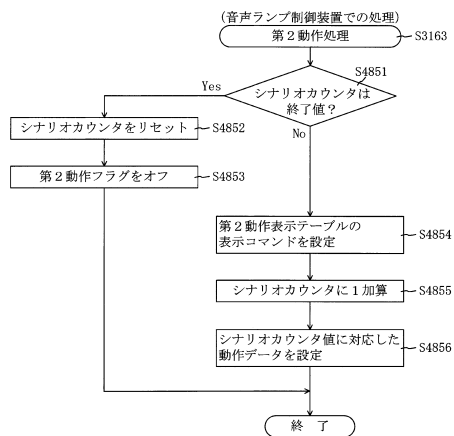 (音声ランプ制御装置での処理)
第2動作処理
S3163
S4851
シナリオカウンタは
終了値?
Yes
No
シナリオカウンタをリセット
S4852
第2動作フラグをオフ
S4853
第2動作表示テーブルの
表示コマンドを設定
S4854
シナリオカウンタに1加算
S4855
シナリオカウンタ値に対応した
動作データを設定
S4856
終 了